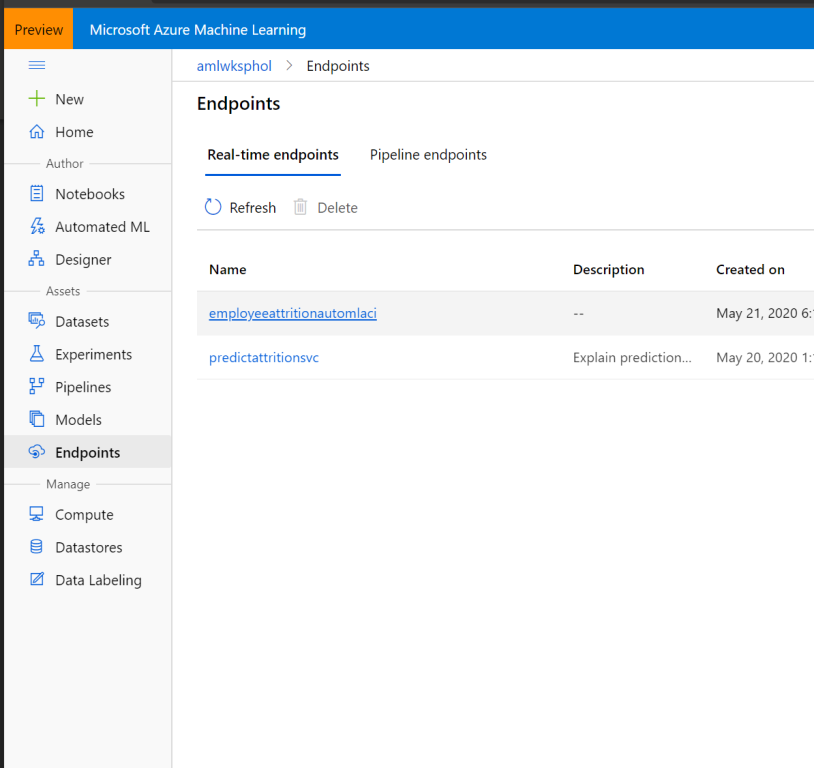 Preview
Microsoft Azure Machine Learning
amlwksphol > Endpoints
New
Home
Author
Notebooks
Automated ML
Designer
Assets
Datasets
Experiments
Pipelines
Models
Endpoints
Manage
Compute
Datastores
Data Labeling
Endpoints
Real-time endpoints Pipeline endpoints
Refresh Delete
Name Description Created on
employeeattritionautomlaci -- May 21, 2020 6:
predictattritionsvc Explain prediction... May 20, 2020 1: